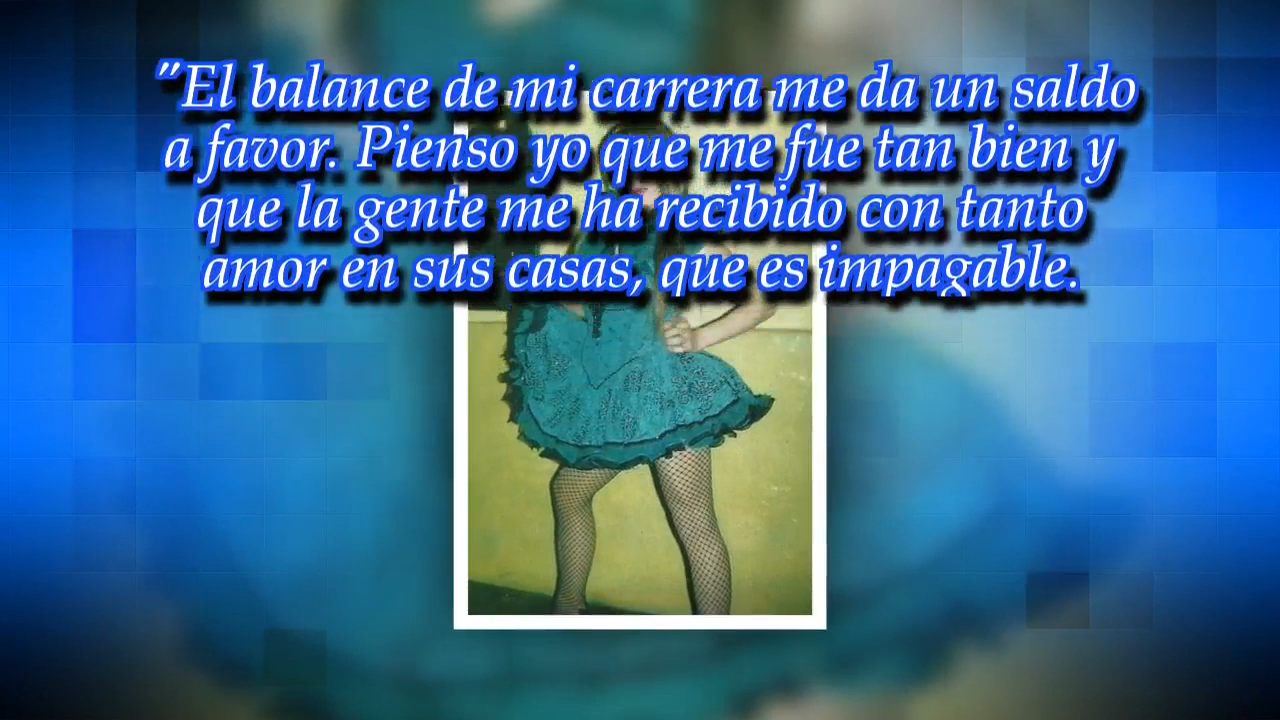 "El balance de mi carrera me da un saldo
a favor. Pienso yo que me fue tan bien y
que la gente me ha recibido con tanto
amor en sus casas, que es impagable.